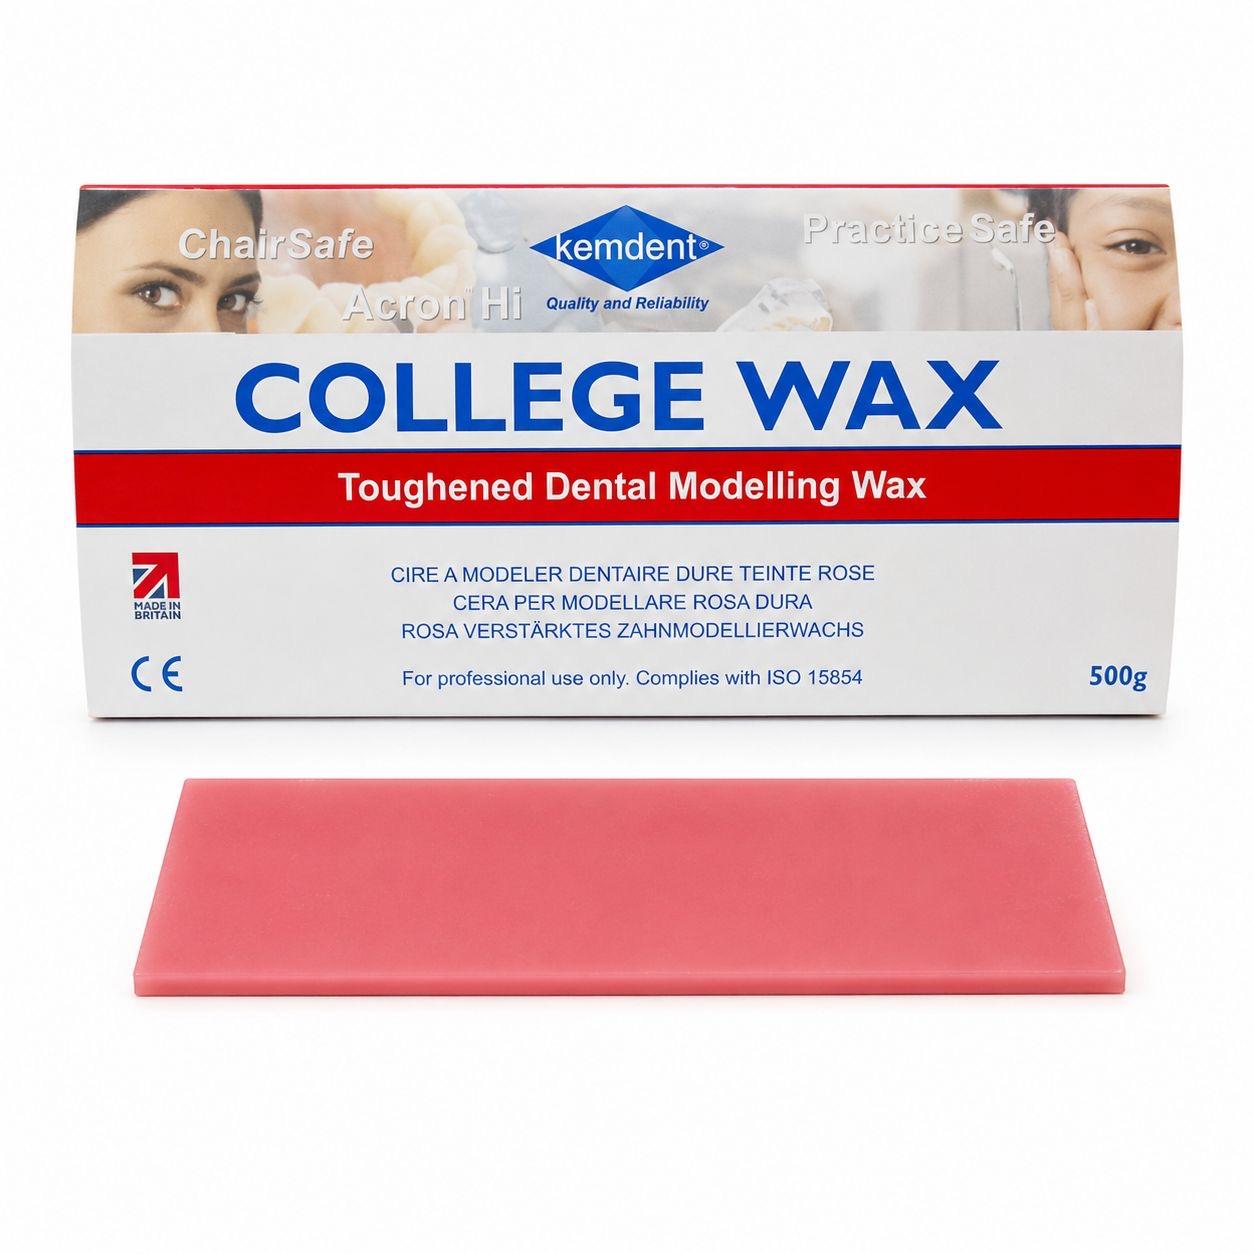 ChairSafe
Acron™ Hi
kemdent®
Quality and Reliability
Practice Safe
COLLEGE WAX
Toughened Dental Modelling Wax
CIRE A MODELER DENTAIRE DURE TEINTE ROSE
CERA PER MODELLARE ROSA DURA
ROSA VERSTÄRKTES ZAHNMODELLIERWACHS
MADE IN
BRITAIN
CE
For professional use only. Complies with ISO 15854
500g